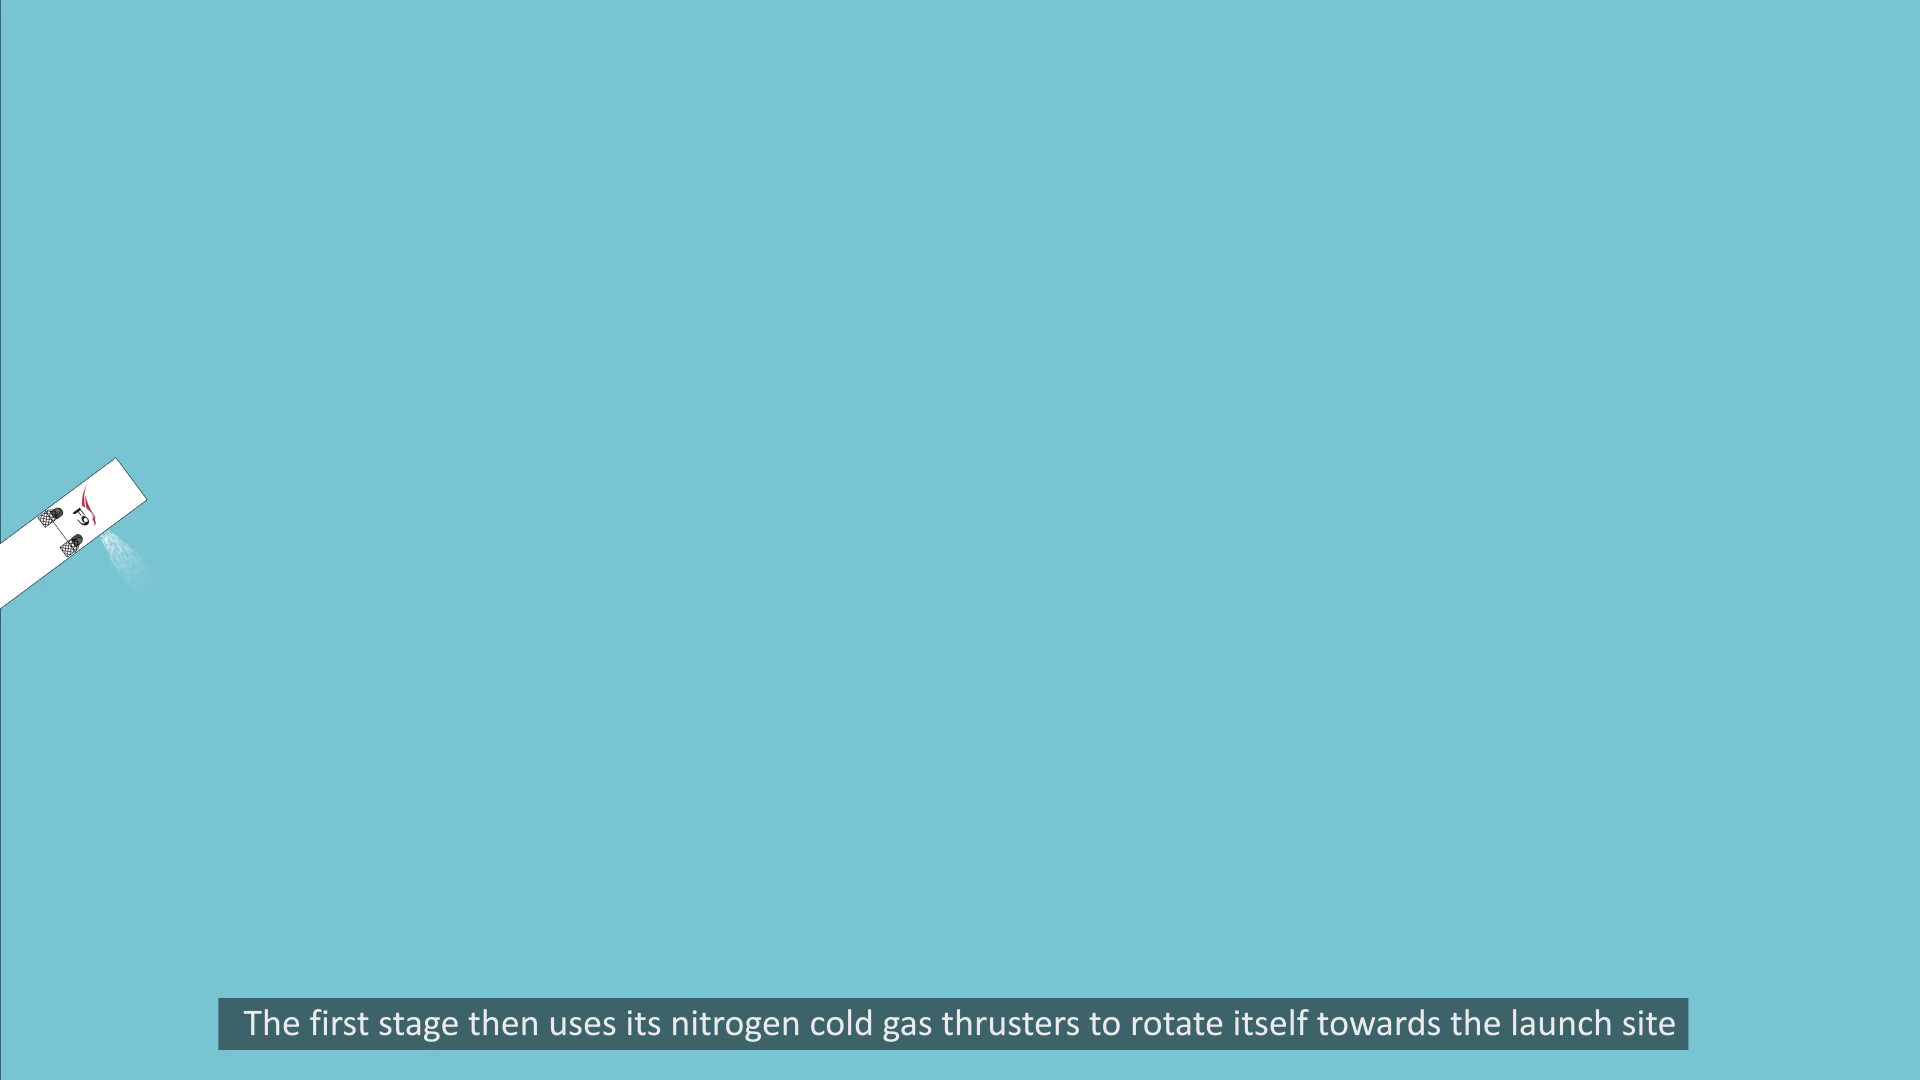 F9
The first stage then uses its nitrogen cold gas thrusters to rotate itself towards the launch site